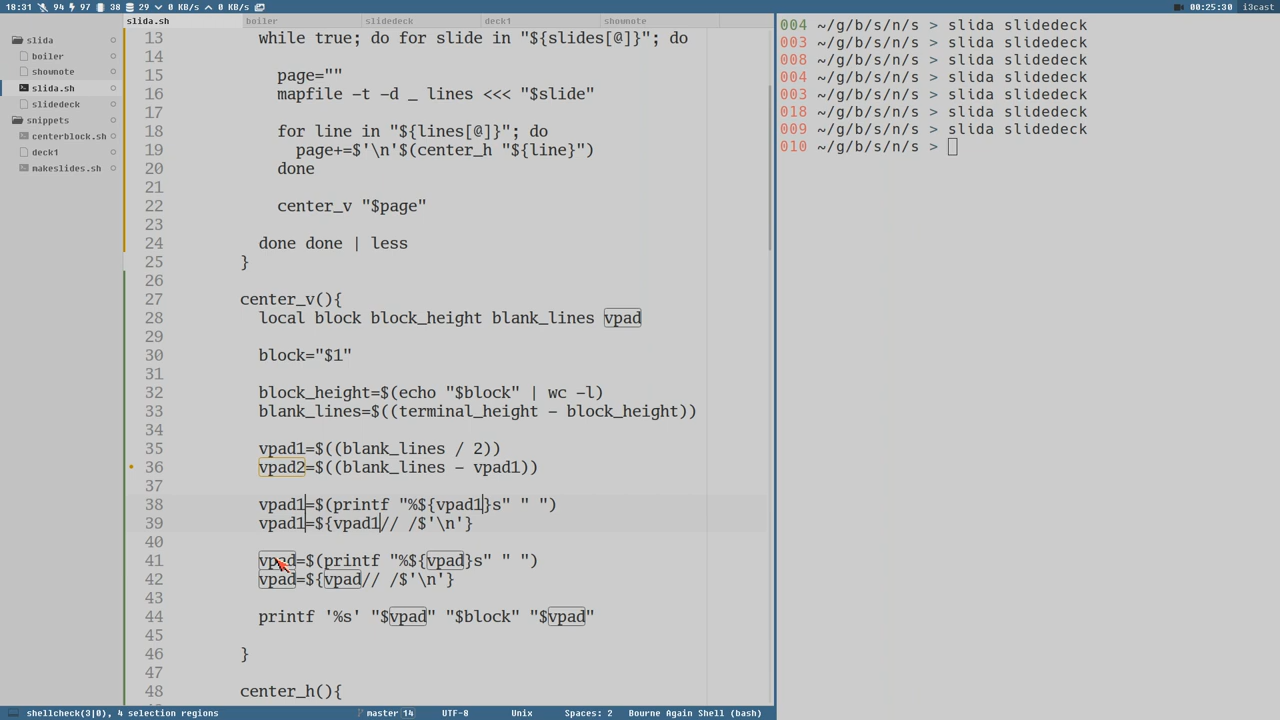 18:31 94 97 38 29 0 KB/s 0 KB/s
00:25:30 i3cast
slida.sh boiler slidedeck deck1 shownote
slida
boiler
shownote
slida.sh
slidedeck
snippets
centerblock.sh
deck1
makeslides.sh
13 while true; do for slide in "${slides[@]}"; do
14
15 page=""
16 mapfile -t -d _ lines <<< "$slide"
17
18 for line in "${lines[@]}"; do
19 page+=$'\n'$(center_h "${line}")
20 done
21
22 center_v "$page"
23
24 done done | less
25 }
26
27 center_v(){
28 local block block_height blank_lines vpad
29
30 block="$1"
31
32 block_height=$(echo "$block" | wc -l)
33 blank_lines=$((terminal_height - block_height))
34
35 vpad1=$((blank_lines / 2))
36 vpad2=$((blank_lines - vpad1))
37
38 vpad1=$(printf "%${vpad1}s" " ")
39 vpad1=${vpad1// /$'\n'}
40
41 vpad=$(printf "%${vpad}s" " ")
42 vpad=${vpad// /$'\n'}
43
44 printf '%s' "$vpad" "$block" "$vpad"
45
46 }
47
48 center_h(){
004 ~/g/b/s/n/s > slida slidedeck
003 ~/g/b/s/n/s > slida slidedeck
008 ~/g/b/s/n/s > slida slidedeck
004 ~/g/b/s/n/s > slida slidedeck
003 ~/g/b/s/n/s > slida slidedeck
018 ~/g/b/s/n/s > slida slidedeck
009 ~/g/b/s/n/s > slida slidedeck
010 ~/g/b/s/n/s >
shellcheck(3|0), 4 selection regions
master 14 UTF-8 Unix Spaces: 2 Bourne Again Shell (bash)